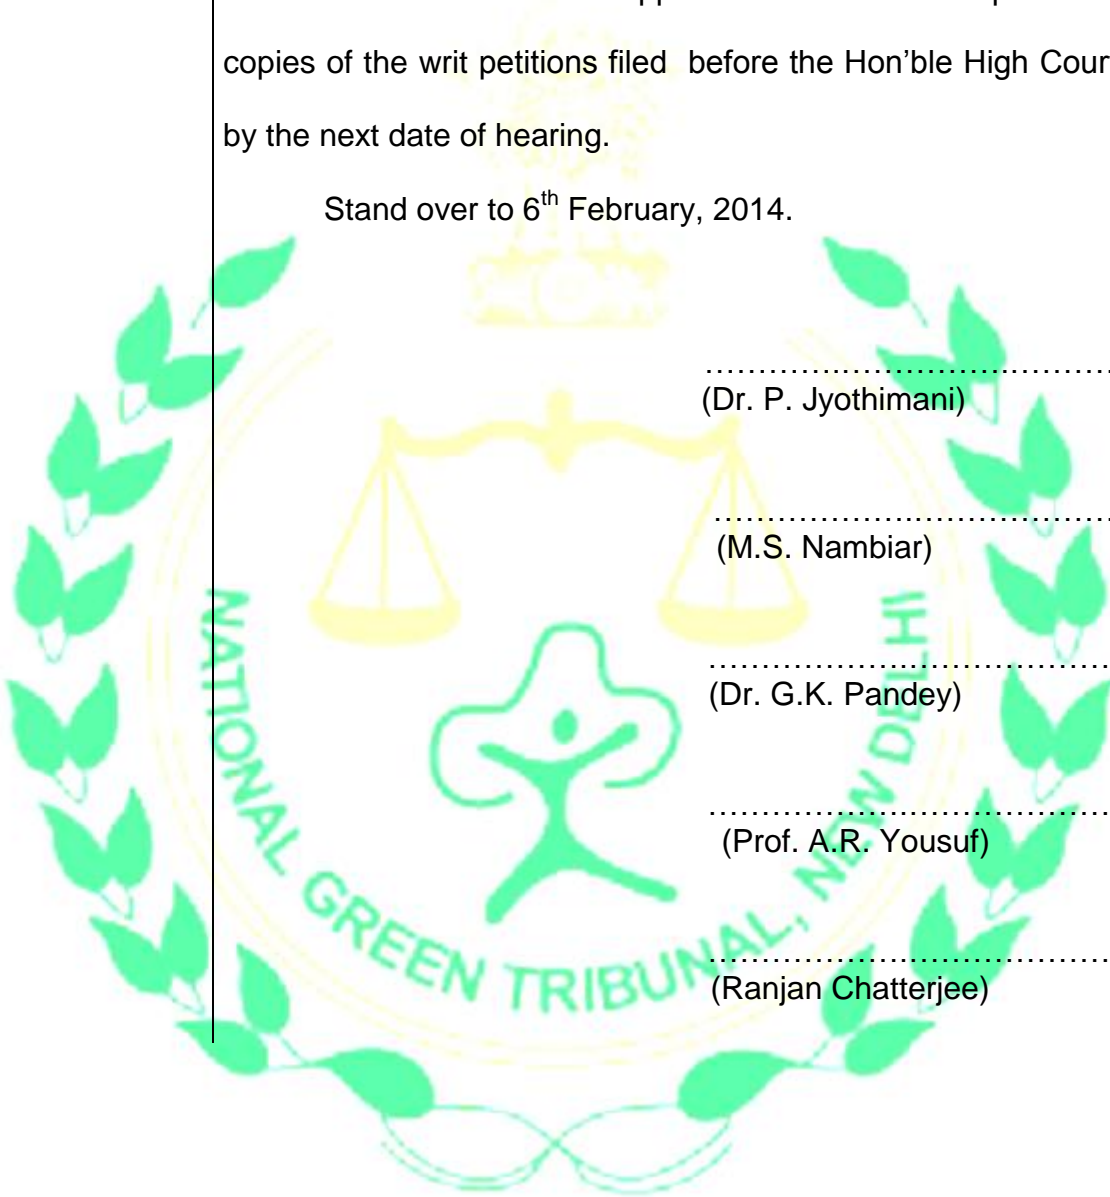 copies of the writ petitions filed before the Hon'ble High Cour
by the next date of hearing.
Stand over to 6th February, 2014.
………………………………
(Dr. P. Jyothimani)
………………………………
(M.S. Nambiar)
………………………………
(Dr. G.K. Pandey)
………………………………
(Prof. A.R. Yousuf)
………………………………
(Ranjan Chatterjee)
NATIONAL GREEN TRIBUNAL, NEW DELHI